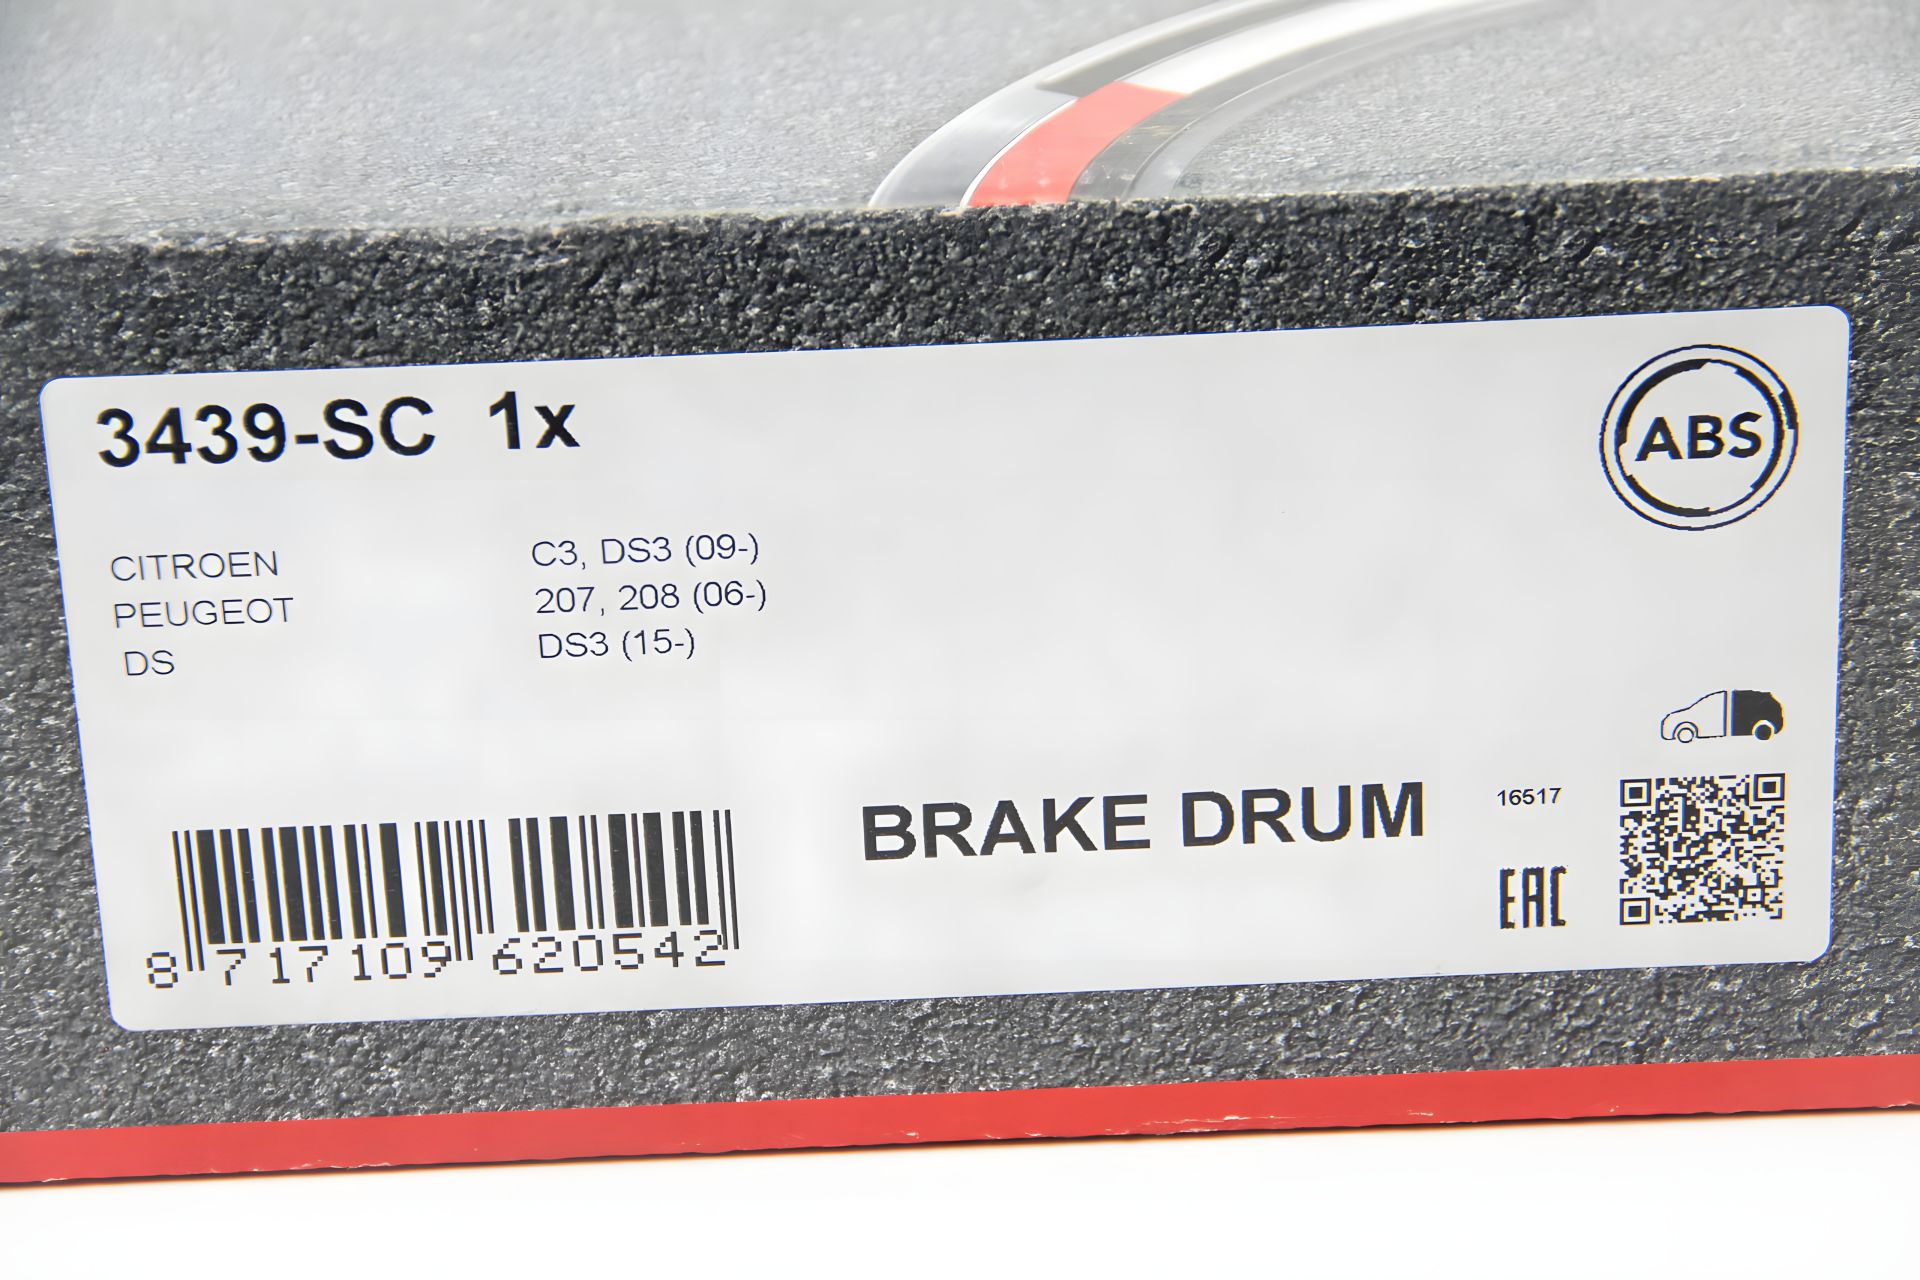 3439-SC 1x
ABS
CITROEN C3, DS3 (09-)
PEUGEOT 207, 208 (06-)
DS DS3 (15-)
BRAKE DRUM
16517
EAC
8 717109 620542